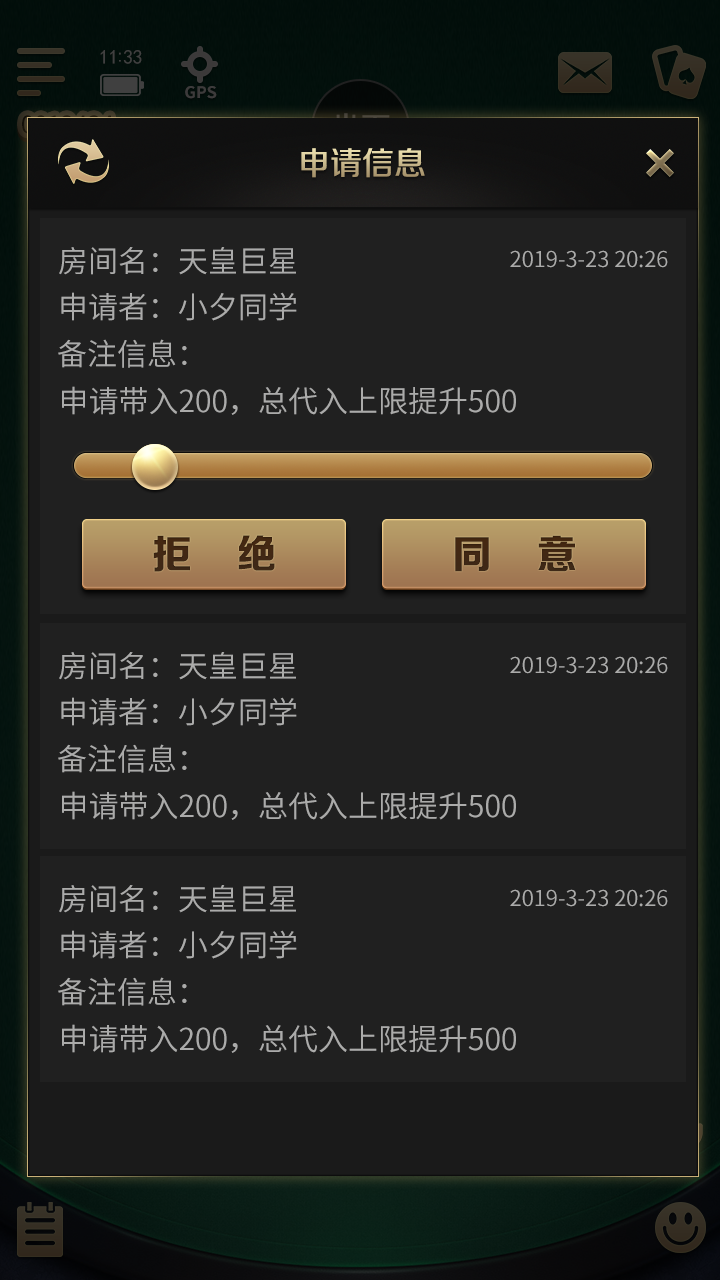 11:33
GPS
申请信息
房间名：天皇巨星 2019-3-23 20:26
申请者：小夕同学
备注信息：
申请带入200，总代入上限提升500
拒 绝 同 意
房间名：天皇巨星 2019-3-23 20:26
申请者：小夕同学
备注信息：
申请带入200，总代入上限提升500
房间名：天皇巨星 2019-3-23 20:26
申请者：小夕同学
备注信息：
申请带入200，总代入上限提升500